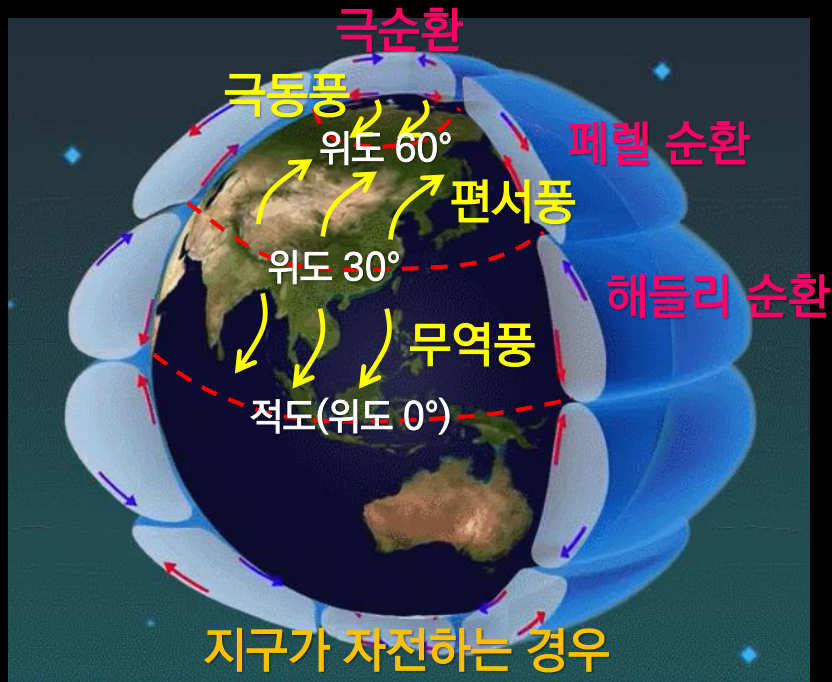 극순환
극동풍
위도 60°
페렐 순환
편서풍
위도 30°
해들리 순환
무역풍
적도(위도 0°)
지구가 자전하는 경우